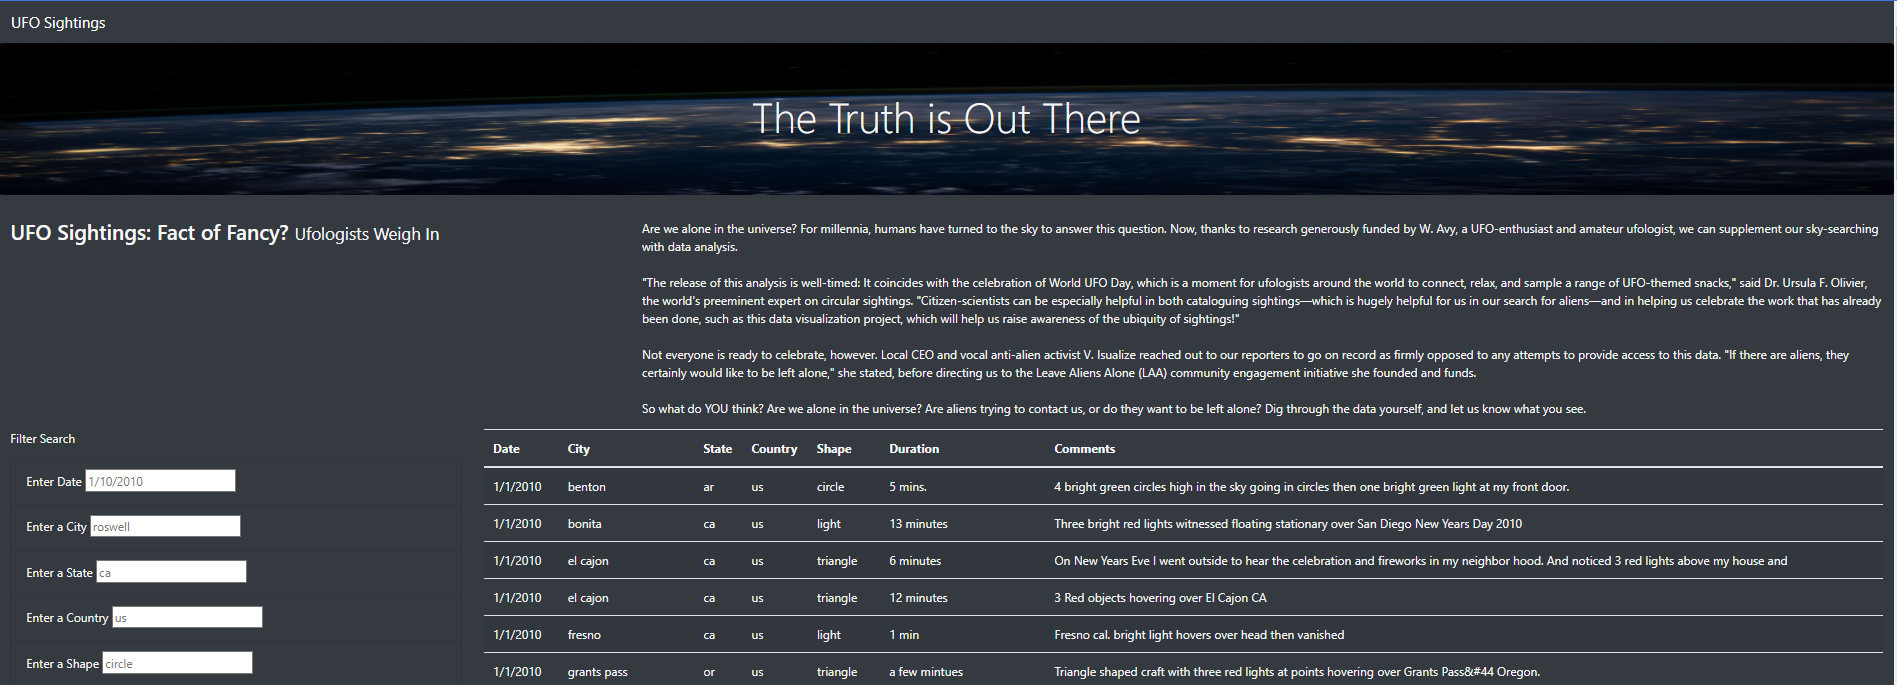 UFO Sightings
The Truth is Out There
UFO Sightings: Fact of Fancy? Ufologists Weigh In
Are we alone in the universe? For millennia, humans have turned to the sky to answer this question. Now, thanks to research generously funded by W. Avy, a UFO-enthusiast and amateur ufologist, we can supplement our sky-searching
with data analysis.
"The release of this analysis is well-timed: It coincides with the celebration of World UFO Day, which is a moment for ufologists around the world to connect, relax, and sample a range of UFO-themed snacks," said Dr. Ursula F. Olivier,
the world's preeminent expert on circular sightings. "Citizen-scientists can be especially helpful in both cataloguing sightings—which is hugely helpful for us in our search for aliens—and in helping us celebrate the work that has already
been done, such as this data visualization project, which will help us raise awareness of the ubiquity of sightings!"
Not everyone is ready to celebrate, however. Local CEO and vocal anti-alien activist V. Isualize reached out to our reporters to go on record as firmly opposed to any attempts to provide access to this data. "If there are aliens, they
certainly would like to be left alone," she stated, before directing us to the Leave Aliens Alone (LAA) community engagement initiative she founded and funds.
So what do YOU think? Are we alone in the universe? Are aliens trying to contact us, or do they want to be left alone? Dig through the data yourself, and let us know what you see.
Filter Search
Enter Date 1/10/2010
Enter a City roswell
Enter a State ca
Enter a Country us
Enter a Shape circle
Date City State Country Shape Duration Comments
1/1/2010 benton ar us circle 5 mins. 4 bright green circles high in the sky going in circles then one bright green light at my front door.
1/1/2010 bonita ca us light 13 minutes Three bright red lights witnessed floating stationary over San Diego New Years Day 2010
1/1/2010 el cajon ca us triangle 6 minutes On New Years Eve I went outside to hear the celebration and fireworks in my neighbor hood. And noticed 3 red lights above my house and
1/1/2010 el cajon ca us triangle 12 minutes 3 Red objects hovering over El Cajon CA
1/1/2010 fresno ca us light 1 min Fresno cal. bright light hovers over head then vanished
1/1/2010 grants pass or us triangle a few mintues Triangle shaped craft with three red lights at points hovering over Grants Pass&#44 Oregon.